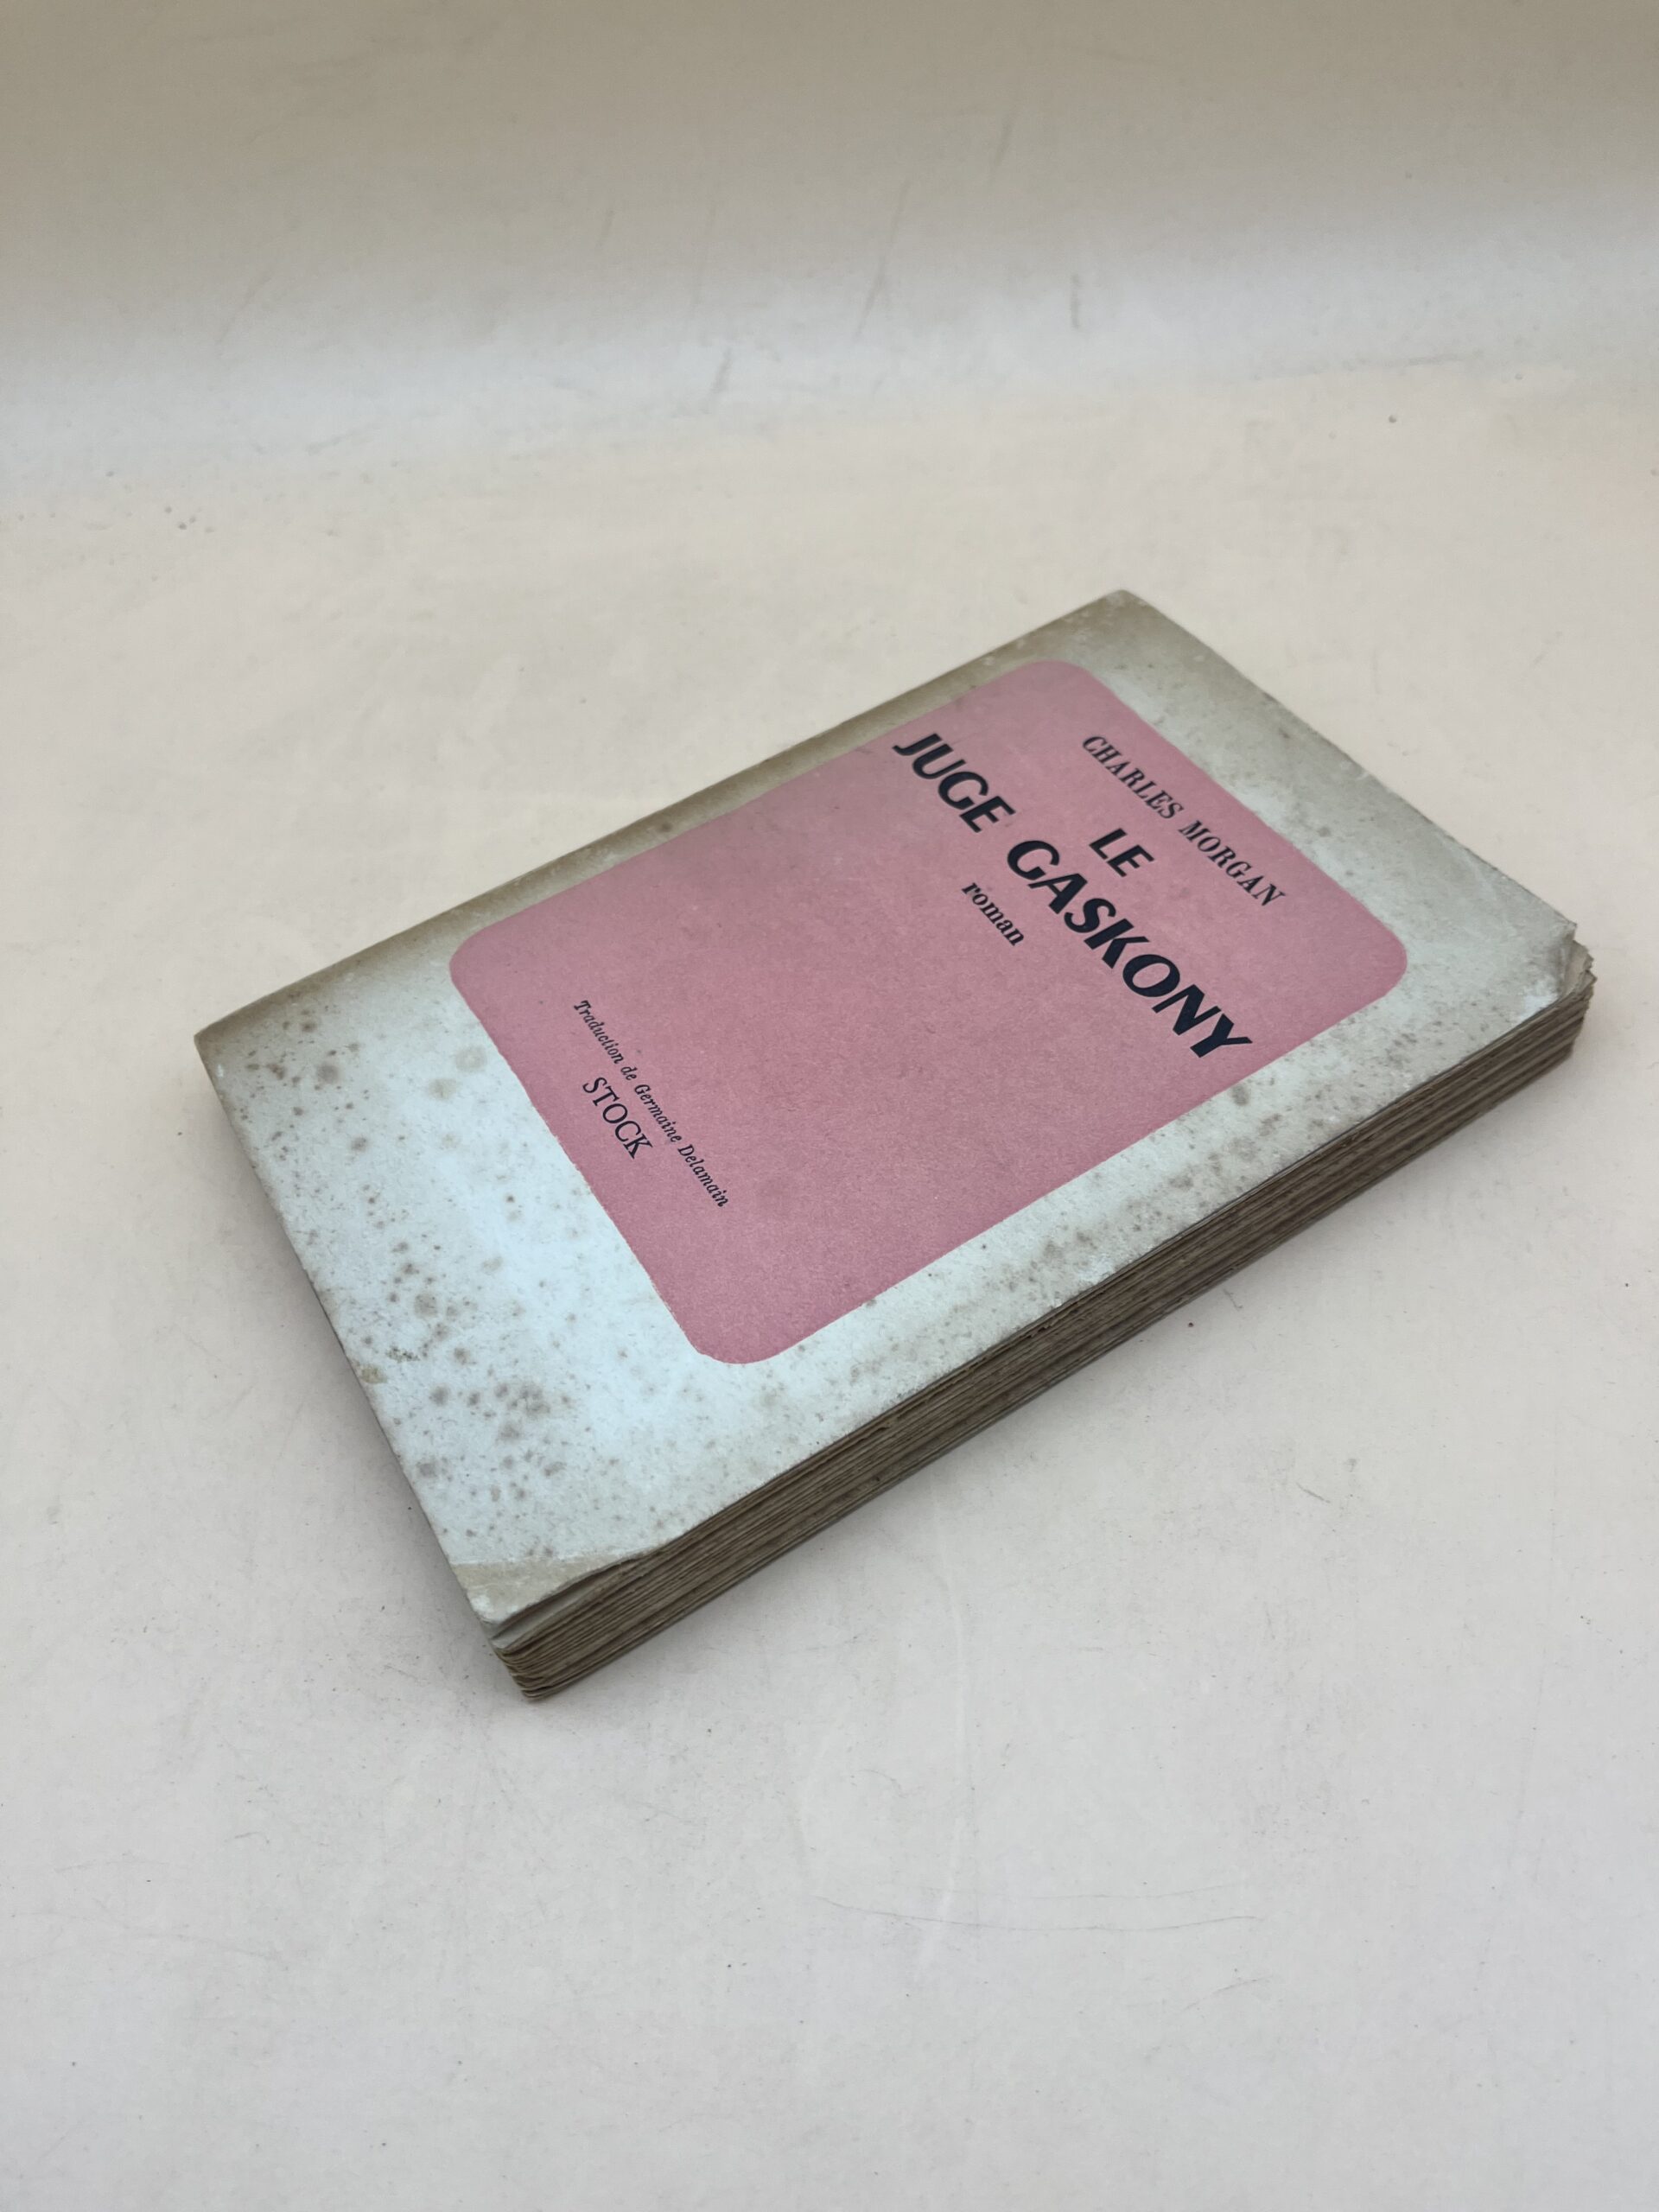 CHARLES MORGAN
LE
JUGE GASKONY
roman
Traduction de Germaine Delamain
STOCK